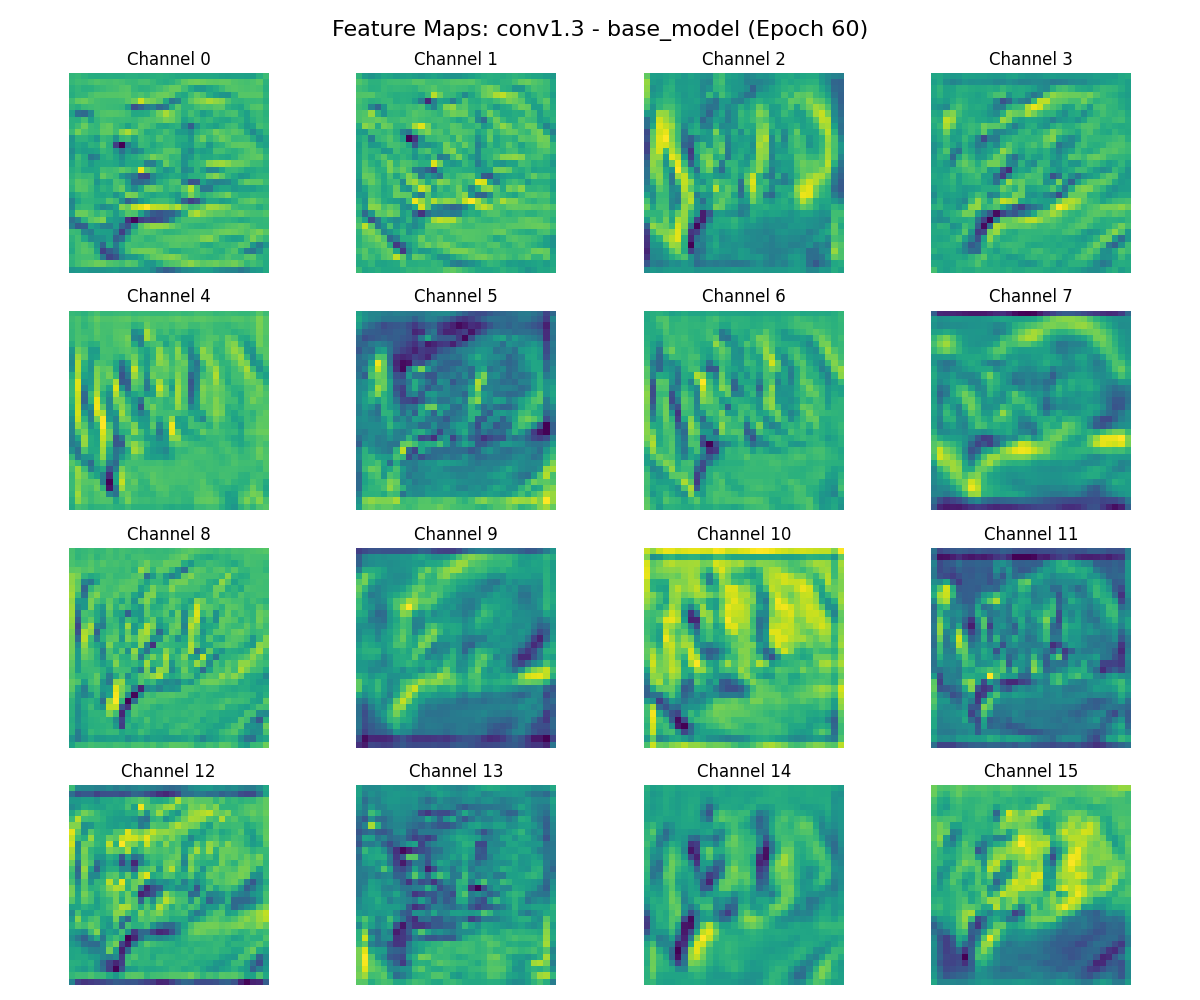 Feature Maps: conv1.3 - base_model (Epoch 60)
Channel 0 Channel 1 Channel 2 Channel 3
Channel 4 Channel 5 Channel 6 Channel 7
Channel 8 Channel 9 Channel 10 Channel 11
Channel 12 Channel 13 Channel 14 Channel 15